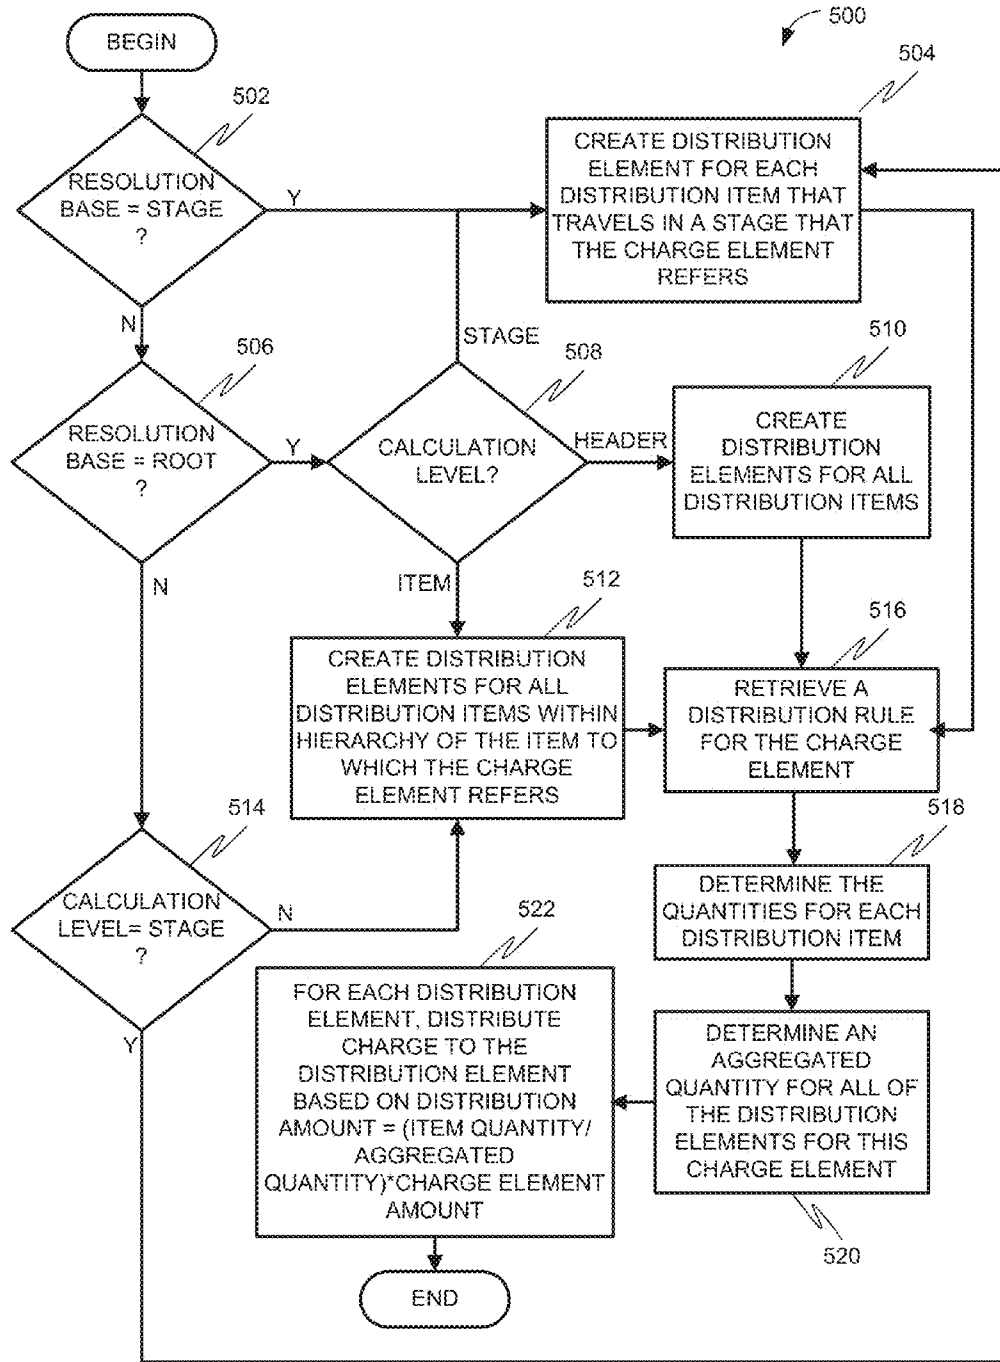 500
BEGIN
504
502
CREATE DISTRIBUTION
ELEMENT FOR EACH
DISTRIBUTION ITEM THAT
TRAVELS IN A STAGE THAT
THE CHARGE ELEMENT
REFERS
RESOLUTION
BASE = STAGE
?
Y
N
STAGE
506
508
510
RESOLUTION
BASE = ROOT
?
Y
CALCULATION
LEVEL?
HEADER
CREATE
DISTRIBUTION
ELEMENTS FOR ALL
DISTRIBUTION ITEMS
N
ITEM
512
516
CREATE DISTRIBUTION
ELEMENTS FOR ALL
DISTRIBUTION ITEMS WITHIN
HIERARCHY OF THE ITEM TO
WHICH THE CHARGE
ELEMENT REFERS
RETRIEVE A
DISTRIBUTION RULE
FOR THE CHARGE
ELEMENT
514
518
CALCULATION
LEVEL= STAGE
?
N
DETERMINE THE
QUANTITIES FOR EACH
DISTRIBUTION ITEM
522
FOR EACH DISTRIBUTION
ELEMENT, DISTRIBUTE
CHARGE TO THE
DISTRIBUTION ELEMENT
BASED ON DISTRIBUTION
AMOUNT = (ITEM QUANTITY/
AGGREGATED
QUANTITY)*CHARGE ELEMENT
AMOUNT
Y
DETERMINE AN
AGGREGATED
QUANTITY FOR ALL OF
THE DISTRIBUTION
ELEMENTS FOR THIS
CHARGE ELEMENT
520
END